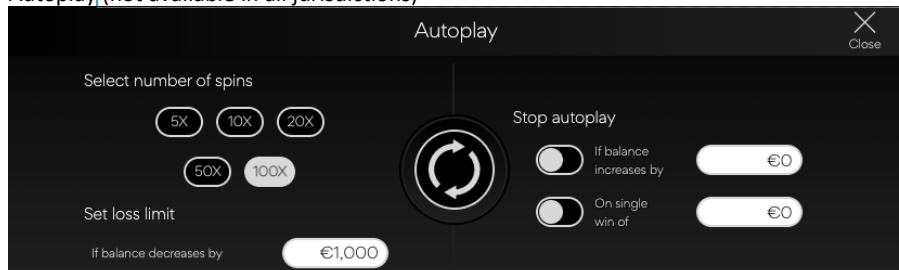 Autoplay (not available in all jurisdictions)
Autoplay
Close
Select number of spins
5X 10X 20X
50X 100X
Set loss limit
If balance decreases by €1,000
Stop autoplay
If balance
increases by €0
On single
win of €0